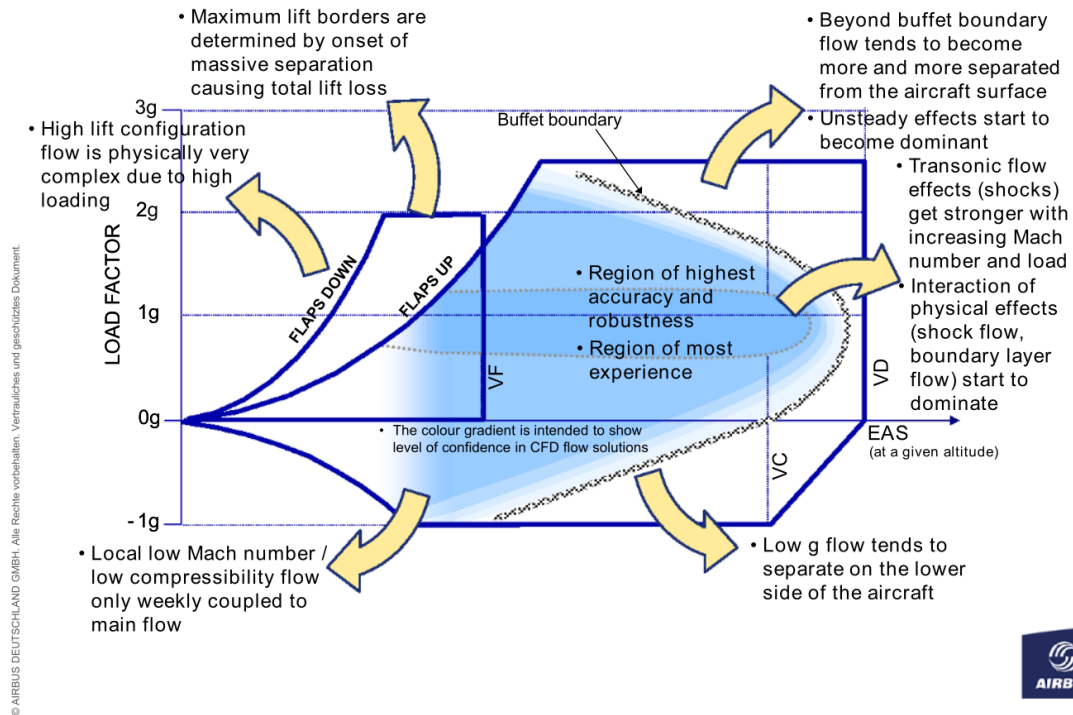 • Maximum lift borders are
determined by onset of
massive separation
causing total lift loss
• Beyond buffet boundary
flow tends to become
more and more separated
from the aircraft surface
• Unsteady effects start to
become dominant
• High lift configuration
flow is physically very
complex due to high
loading
• Transonic flow
effects (shocks)
get stronger with
increasing Mach
number and load
• Interaction of
physical effects
(shock flow,
boundary layer
flow) start to
dominate
Buffet boundary
3g
2g
1g
0g
-1g
LOAD FACTOR
FLAPS DOWN
FLAPS UP
• Region of highest
accuracy and
robustness
• Region of most
experience
VF
VD
VC
• The colour gradient is intended to show
level of confidence in CFD flow solutions
EAS
(at a given altitude)
• Local low Mach number /
low compressibility flow
only weekly coupled to
main flow
• Low g flow tends to
separate on the lower
side of the aircraft
© AIRBUS DEUTSCHLAND GMBH. Alle Rechte vorbehalten. Vertrauliches und geschütztes Dokument.
AIRB